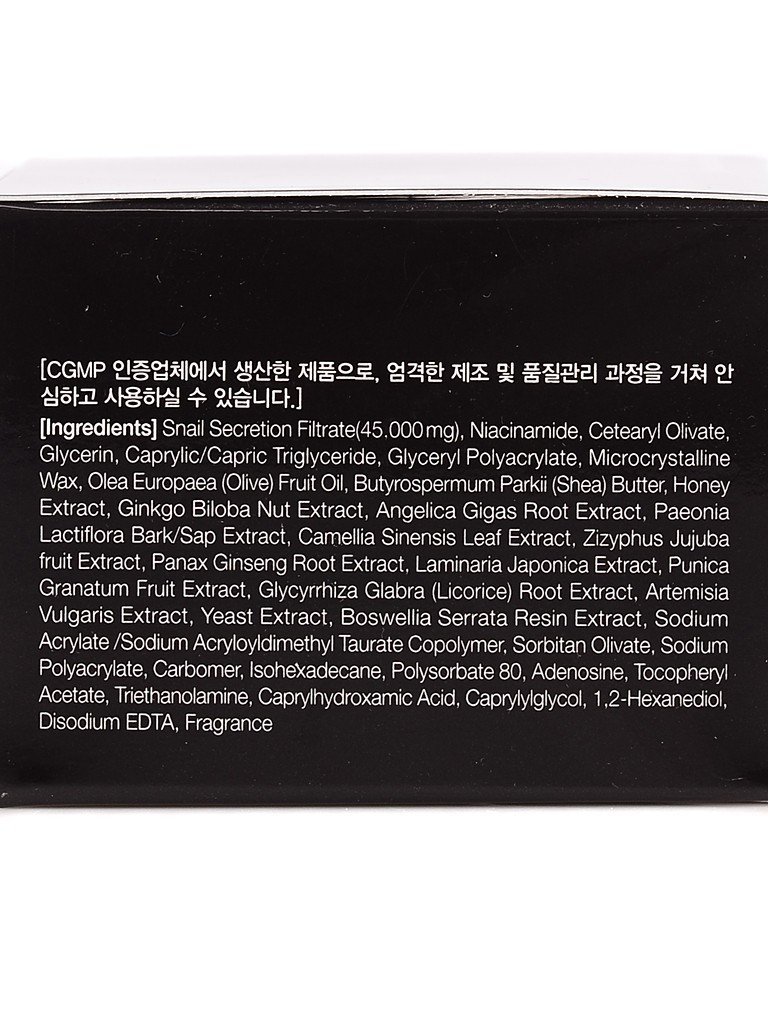 [CGMP 인증업체에서 생산한 제품으로, 엄격한 제조 및 품질관리 과정을 거쳐 안
심하고 사용하실 수 있습니다.]
[Ingredients] Snail Secretion Filtrate(45.000mg), Niacinamide, Cetearyl Olivate,
Glycerin, Caprylic/Capric Triglyceride, Glyceryl Polyacrylate, Microcrystalline
Wax, Olea Europaea (Olive) Fruit Oil, Butyrospermum Parkii (Shea) Butter, Honey
Extract, Ginkgo Biloba Nut Extract, Angelica Gigas Root Extract, Paeonia
Lactiflora Bark/Sap Extract, Camellia Sinensis Leaf Extract, Zizyphus Jujuba
fruit Extract, Panax Ginseng Root Extract, Laminaria Japonica Extract, Punica
Granatum Fruit Extract, Glycyrrhiza Glabra (Licorice) Root Extract, Artemisia
Vulgaris Extract, Yeast Extract, Boswellia Serrata Resin Extract, Sodium
Acrylate /Sodium Acryloyldimethyl Taurate Copolymer, Sorbitan Olivate, Sodium
Polyacrylate, Carbomer, Isohexadecane, Polysorbate 80, Adenosine, Tocopheryl
Acetate, Triethanolamine, Caprylhydroxamic Acid, Caprylylglycol, 1,2-Hexanediol,
Disodium EDTA, Fragrance